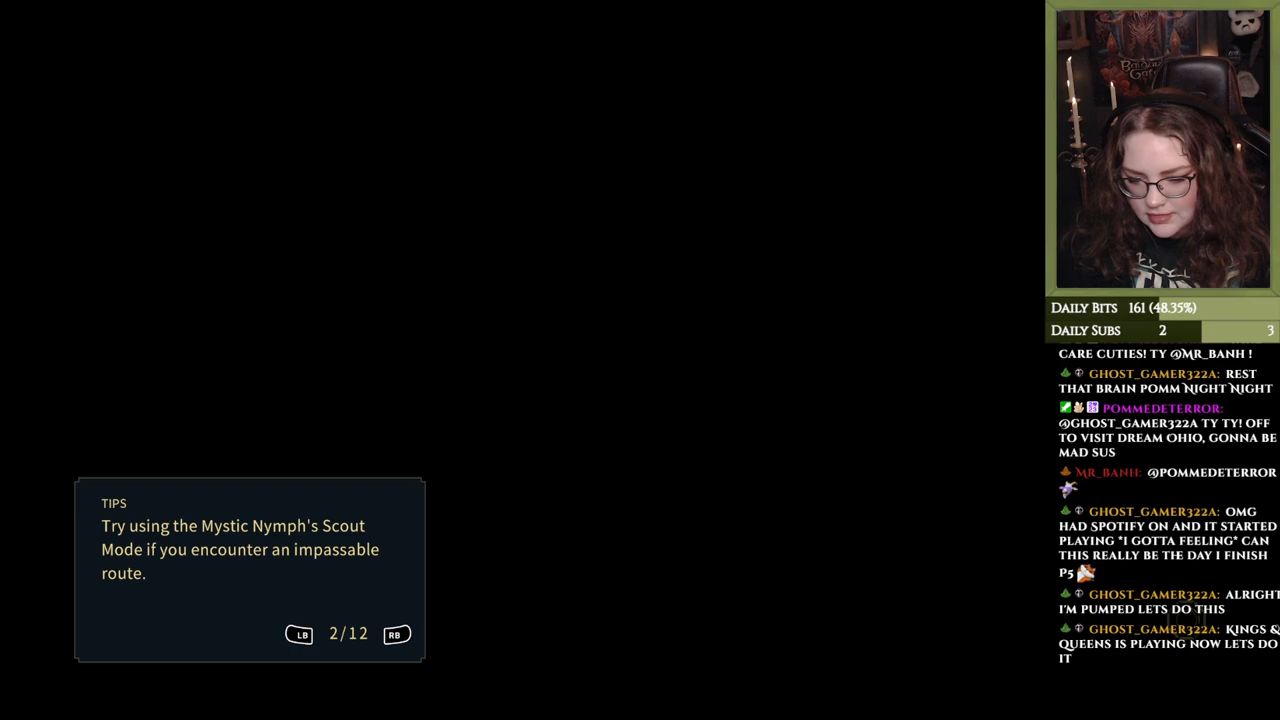 Baldur's
Gate
DAILY BITS 161 (48.35%)
DAILY SUBS 2 3
CARE CUTIES! TY @MR_BANH !
GHOST_GAMER322A: REST
THAT BRAIN POMM NIGHT NIGHT
POMMEDETERROR:
@GHOST_GAMER322A TY TY! OFF
TO VISIT DREAM OHIO, GONNA BE
MAD SUS
MR_BANH: @POMMEDETERROR
GHOST_GAMER322A: OMG
HAD SPOTIFY ON AND IT STARTED
PLAYING *I GOTTA FEELING* CAN
THIS REALLY BE THE DAY I FINISH
P5
GHOST_GAMER322A: ALRIGHT
I'M PUMPED LETS DO THIS
GHOST_GAMER322A: KINGS &
QUEENS IS PLAYING NOW LETS DO
IT
TIPS
Try using the Mystic Nymph's Scout
Mode if you encounter an impassable
route.
LB 2/12 RB